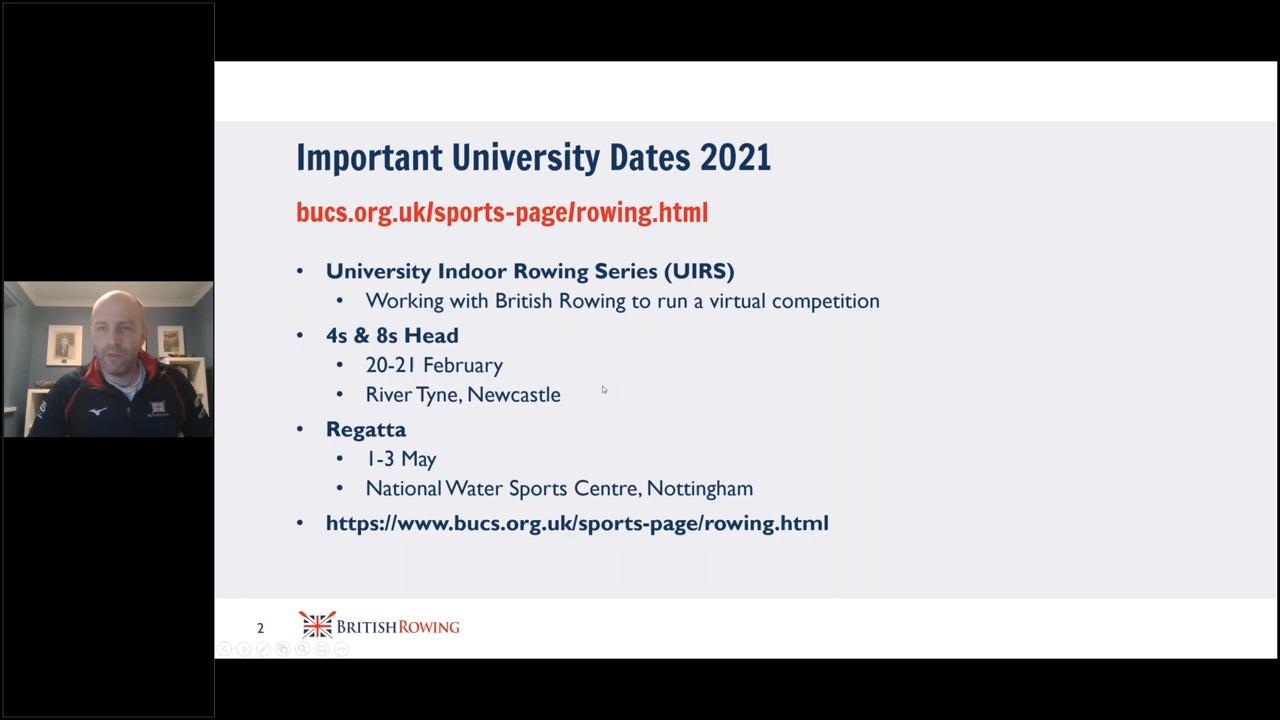 Important University Dates 2021
bucs.org.uk/sports-page/rowing.html
• University Indoor Rowing Series (UIRS)
• Working with British Rowing to run a virtual competition
• 4s & 8s Head
• 20-21 February
• River Tyne, Newcastle
• Regatta
• 1-3 May
• National Water Sports Centre, Nottingham
• https://www.bucs.org.uk/sports-page/rowing.html
2
BRITISHROWING